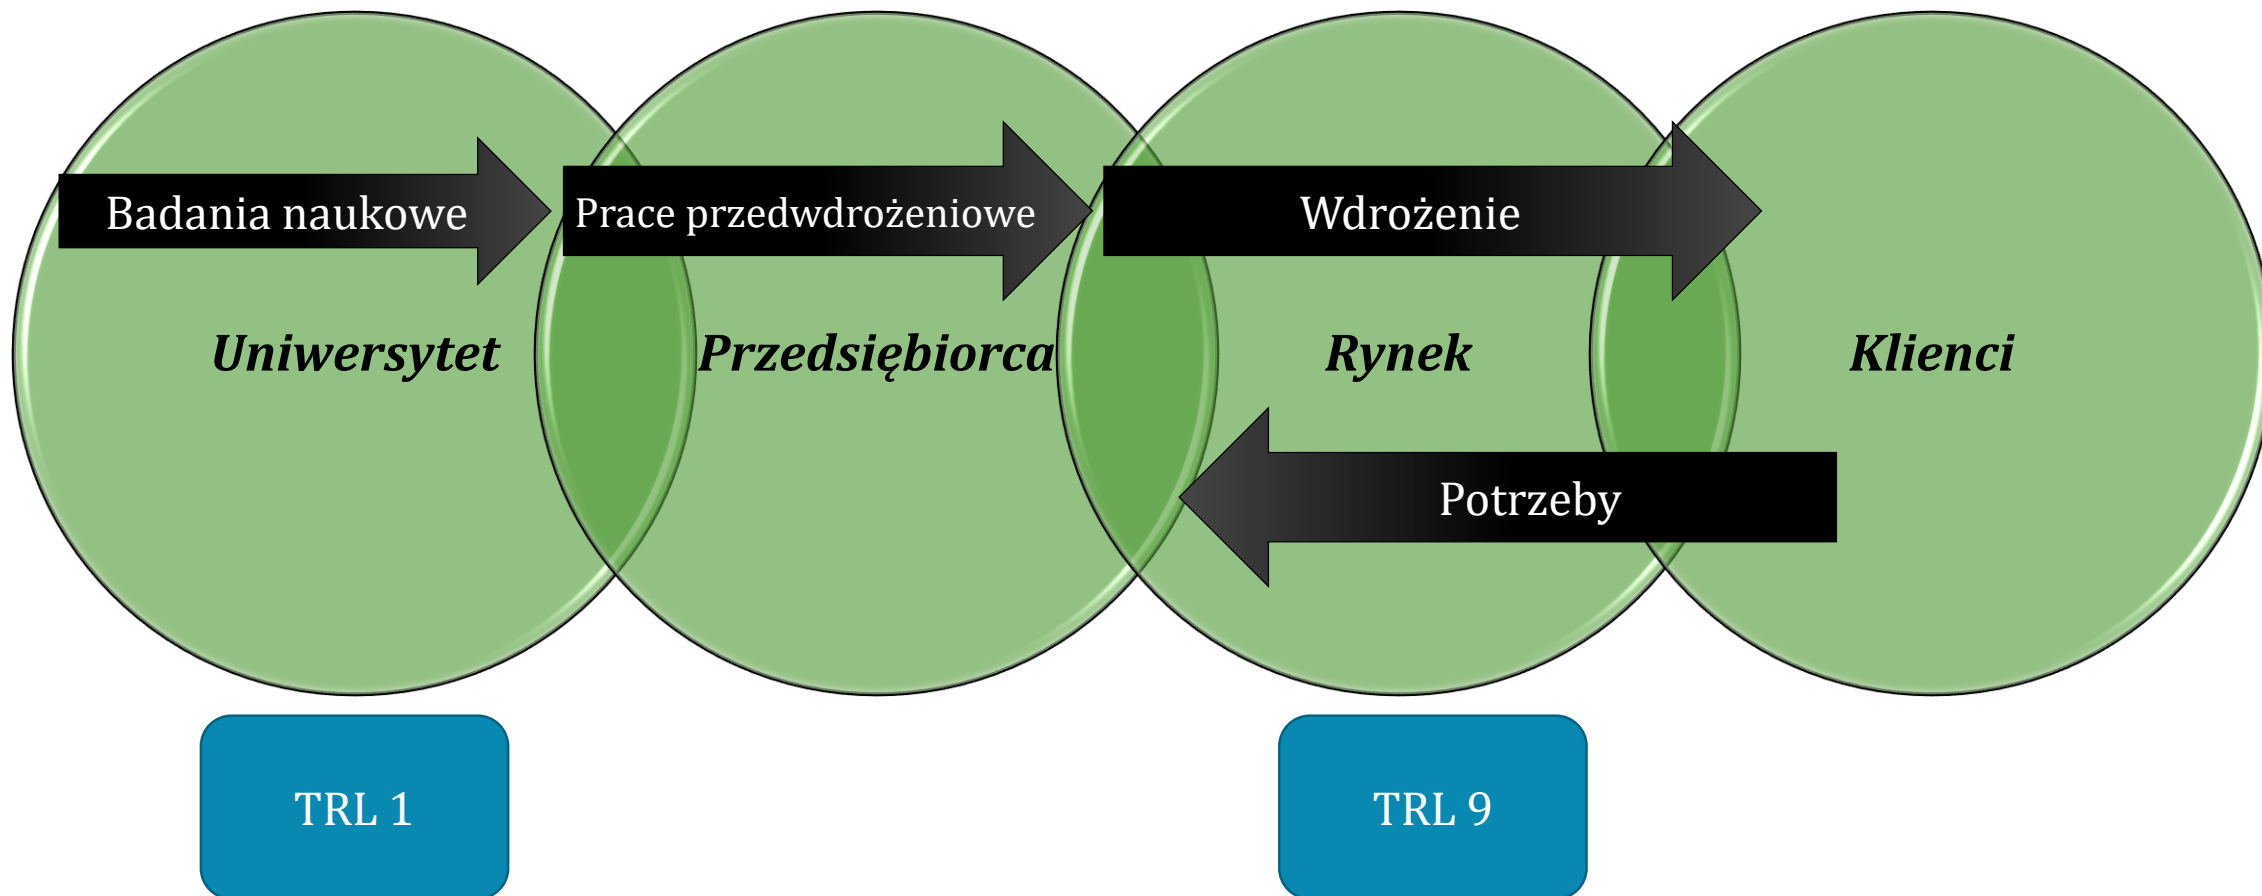 Badania naukowe
Prace przedwdrożeniowe
Wdrożenie
Uniwersytet
Przedsiębiorca
Rynek
Klienci
Potrzeby
TRL 1
TRL 9